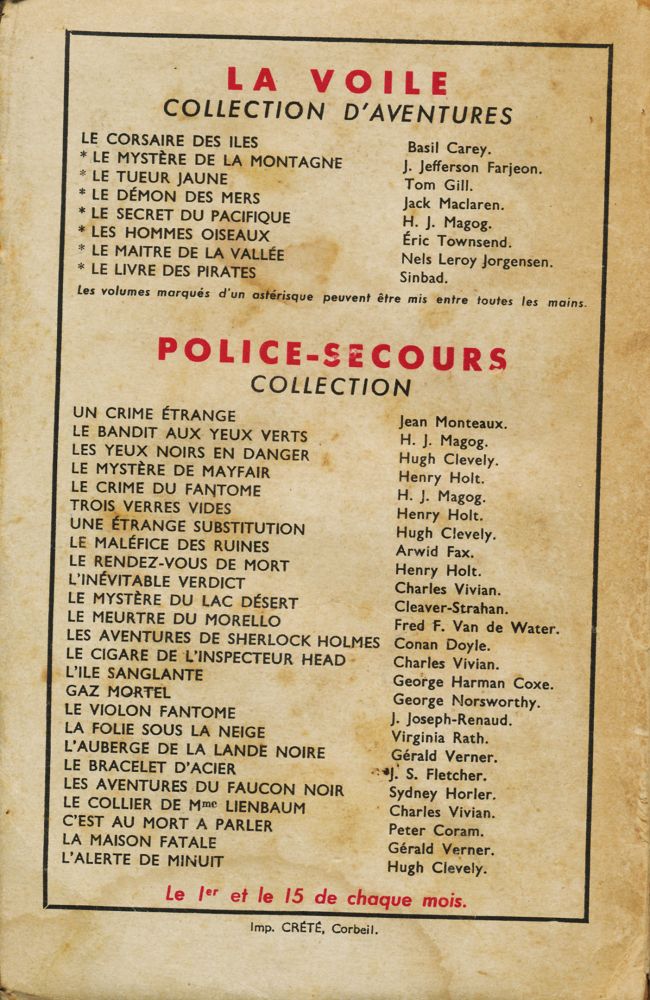 LA VOILE
COLLECTION D'AVENTURES
LE CORSAIRE DES ILES Basil Carey.
* LE MYSTÈRE DE LA MONTAGNE J. Jefferson Farjeon.
* LE TUEUR JAUNE Tom Gill.
* LE DÉMON DES MERS Jack Maclaren.
* LE SECRET DU PACIFIQUE H. J. Magog.
* LES HOMMES OISEAUX Éric Townsend.
* LE MAITRE DE LA VALLÉE Nels Leroy Jorgensen.
* LE LIVRE DES PIRATES Sinbad.
Les volumes marqués d'un astérisque peuvent être mis entre toutes les mains.
POLICE-SECOURS
COLLECTION
UN CRIME ÉTRANGE Jean Monteaux.
LE BANDIT AUX YEUX VERTS H. J. Magog.
LES YEUX NOIRS EN DANGER Hugh Clevely.
LE MYSTÈRE DE MAYFAIR Henry Holt.
LE CRIME DU FANTOME H. J. Magog.
TROIS VERRES VIDES Henry Holt.
UNE ÉTRANGE SUBSTITUTION Hugh Clevely.
LE MALÉFICE DES RUINES Arwid Fax.
LE RENDEZ-VOUS DE MORT Henry Holt.
L'INÉVITABLE VERDICT Charles Vivian.
LE MYSTÈRE DU LAC DÉSERT Cleaver-Strahan.
LE MEURTRE DU MORELLO Fred F. Van de Water.
LES AVENTURES DE SHERLOCK HOLMES Conan Doyle.
LE CIGARE DE L'INSPECTEUR HEAD Charles Vivian.
L'ILE SANGLANTE George Harman Coxe.
GAZ MORTEL George Norsworthy.
LE VIOLON FANTOME J. Joseph-Renaud.
LA FOLIE SOUS LA NEIGE Virginia Rath.
L'AUBERGE DE LA LANDE NOIRE Gérald Verner.
LE BRACELET D'ACIER J. S. Fletcher.
LES AVENTURES DU FAUCON NOIR Sydney Horler.
LE COLLIER DE Mme LIENBAUM Charles Vivian.
C'EST AU MORT A PARLER Peter Coram.
LA MAISON FATALE Gérald Verner.
L'ALERTE DE MINUIT Hugh Clevely.
Le 1er et le 15 de chaque mois.
Imp. CRÉTÉ, Corbeil.